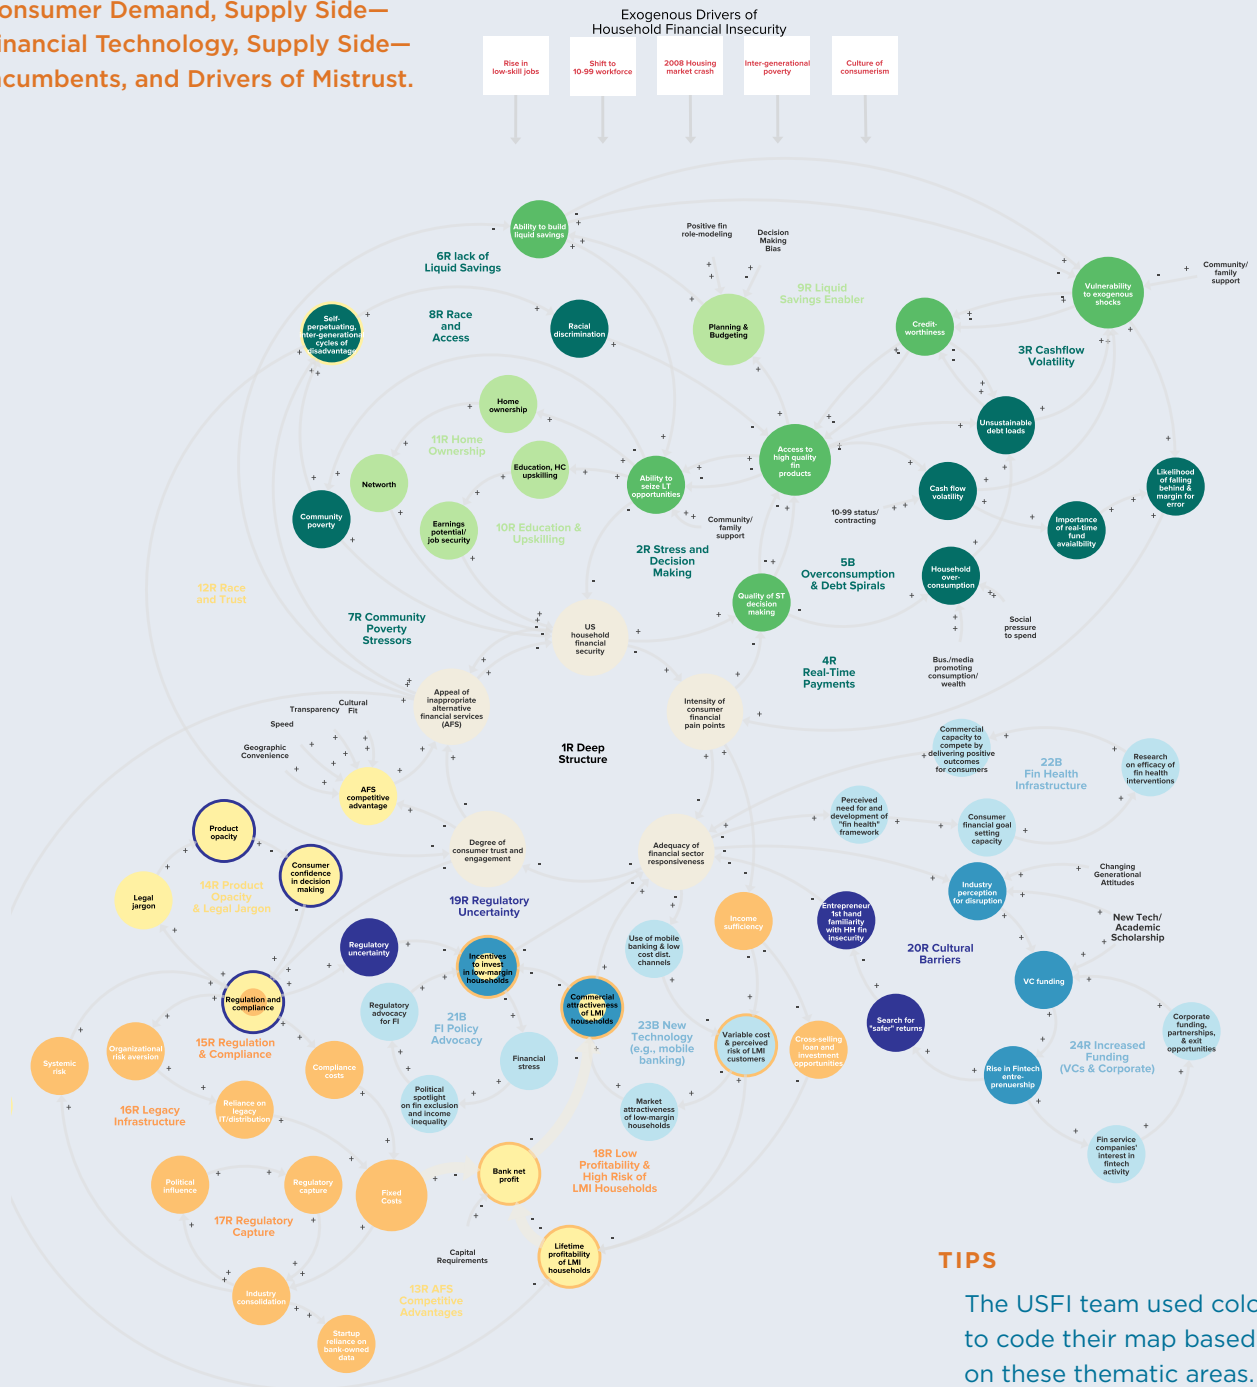 onsumer Demand, Supply Side—
inancial Technology, Supply Side—
ncumbents, and Drivers of Mistrust.
Exogenous Drivers of
Household Financial Insecurity
Rise in
low-skill jobs
Shift to
10-99 workforce
2008 Housing
market crash
Inter-generational
poverty
Culture of
consumerism
Ability to build
liquid savings
Positive fin
role-modeling
Decision
Making
Bias
6R lack of
Liquid Savings
Community/
family
support
Vulnerability
to exogenous
shocks
9R Liquid
Savings Enabler
Self-
perpetuating,
inter-generational
cycles of
disadvantage
8R Race
and
Access
Racial
discrimination
Planning &
Budgeting
Credit-
worthiness
3R Cashflow
Volatility
Home
ownership
11R Home
Ownership
Unsustainable
debt loads
Access to
high quality
fin
products
Networth
Education, HC
upskilling
Ability to
seize LT
opportunities
Cash flow
volatility
Likelihood
of falling
behind &
margin for
error
Community
poverty
Earnings
potential/
job security
10R Education &
Upskilling
Community/
family
support
10-99 status/
contracting
Importance
of real-time
fund
avaialbility
2R Stress and
Decision
Making
5B
Overconsumption
& Debt Spirals
Household
over-
consumption
12R Race
and Trust
Quality of ST
decision
making
7R Community
Poverty
Stressors
US
household
financial
security
Social
pressure
to spend
4R
Real-Time
Payments
Bus./media
promoting
consumption/
wealth
Appeal of
inappropriate
alternative
financial services
(AFS)
Intensity of
consumer
financial
pain points
Cultural
Fit
Transparency
Speed
Geographic
Convenience
1R Deep
Structure
Commercial
capacity to
compete by
delivering positive
outcomes
for consumers
22B
Fin Health
Infrastructure
Research
on efficacy of
fin health
interventions
AFS
competitive
advantage
Perceived
need for and
development of
"fin health"
framework
Consumer
financial goal
setting
capacity
Product
opacity
Degree of
consumer trust and
engagement
Adequacy of
financial sector
responsiveness
Consumer
confidence
in decision
making
Changing
Generational
Attitudes
Industry
perception
for disruption
Legal
jargon
14R Product
Opacity
& Legal Jargon
19R Regulatory
Uncertainty
Income
sufficiency
Entrepreneur
1st hand
familiarity
with HH fin
insecurity
New Tech/
Academic
Scholarship
Regulatory
uncertainty
Use of mobile
banking & low
cost dist.
channels
20R Cultural
Barriers
Incentives
to invest
in low-margin
households
VC funding
Regulation and
compliance
Regulatory
advocacy
for FI
Commercial
attractiveness
of LMI
households
21B
FI Policy
Advocacy
23B New
Technology
(e.g., mobile
banking)
Variable cost
& perceived
risk of LMI
customers
Cross-selling
loan and
investment
opportunities
Search for
"safer" returns
Corporate
funding,
partnerships,
& exit
opportunities
15R Regulation
& Compliance
Organizational
risk aversion
Systemic
risk
Compliance
costs
Financial
stress
24R Increased
Funding
(VCs & Corporate)
Rise in Fintech
entre-
prenuership
Political
spotlight
on fin exclusion
and income
inequality
Market
attractiveness
of low-margin
households
16R Legacy
Infrastructure
Reliance on
legacy
IT/distribution
18R Low
Profitability &
High Risk of
LMI Households
Fin service
companies'
interest in
fintech
activity
Political
influence
Regulatory
capture
Fixed
Costs
Bank net
profit
17R Regulatory
Capture
Capital
Requirements
Lifetime
profitability
of LMI
households
13R AFS
Competitive
Advantages
Industry
consolidation
Startup
reliance on
bank-owned
data
TIPS
The USFI team used colo
to code their map based
on these thematic areas.